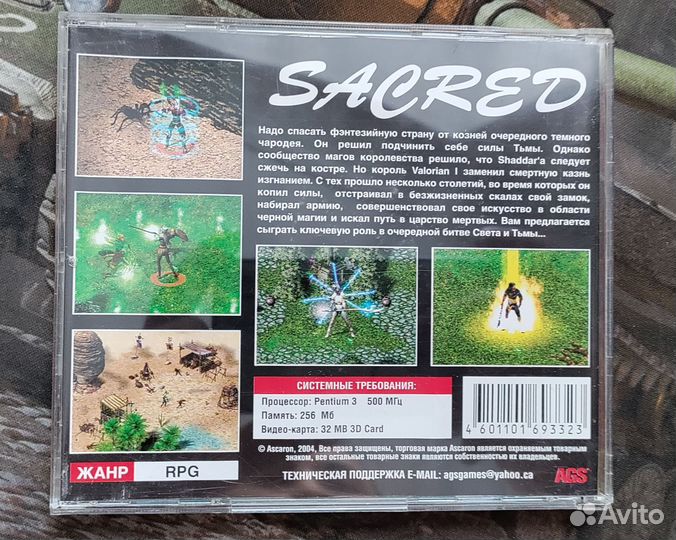 SACRED
Надо спасать фэнтезийную страну от козней очередного темного
чародея. Он решил подчинить себе силы Тьмы. Однако
сообщество магов королевства решило, что Shaddar'a следует
сжечь на костре. Но король Valorian I заменил смертную казнь
изгнанием. С тех прошло несколько столетий, во время которых он
копил силы, отстраивал в безжизненных скалах свой замок,
набирал армию, совершенствовал свое искусство в области
черной магии и искал путь в царство мертвых. Вам предлагается
сыграть ключевую роль в очередной битве Света и Тьмы...
СИСТЕМНЫЕ ТРЕБОВАНИЯ:
Процессор: Pentium 3 500 МГц
Память: 256 Мб
Видео-карта: 32 MB 3D Card
4 601101 693323
© Ascaron, 2004, Все права защищены, торговая марка Ascaron является охраняемым товарным
знаком, все остальные товарные знаки являются собственностью их владельцев.
ЖАНР RPG
ТЕХНИЧЕСКАЯ ПОДДЕРЖКА E-MAIL: agsgames@yahoo.ca
AGS
Avito